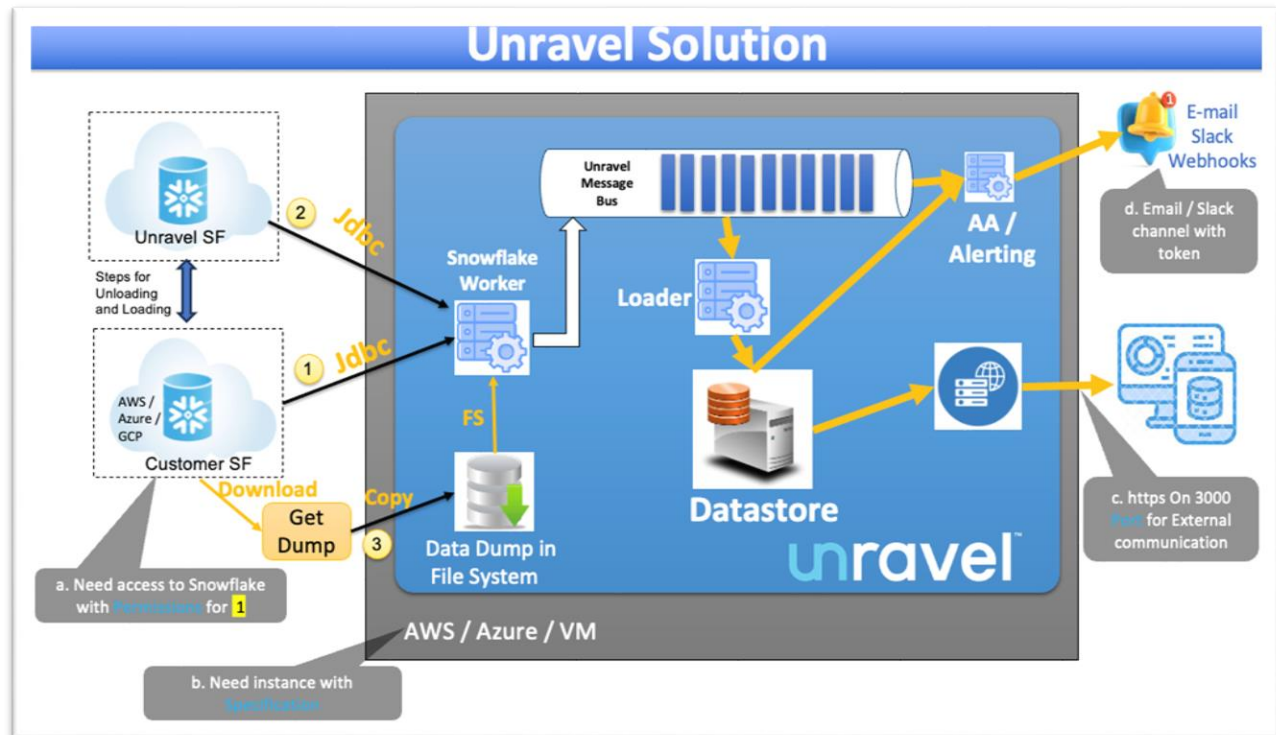 Unravel Solution
Unravel SF
Steps for
Unloading
and Loading
AWS /
Azure /
GCP
Customer SF
2
Jdbc
1
Jdbc
Download
Get
Dump
Copy
3
a. Need access to Snowflake
with Permissions for 1
Snowflake
Worker
FS
Data Dump in
File System
Unravel
Message
Bus
Loader
Datastore
AA /
Alerting
unravel™
AWS / Azure / VM
b. Need instance with
Specification
1
E-mail
Slack
Webhooks
d. Email / Slack
channel with
token
c. https On 3000
Port for External
communication